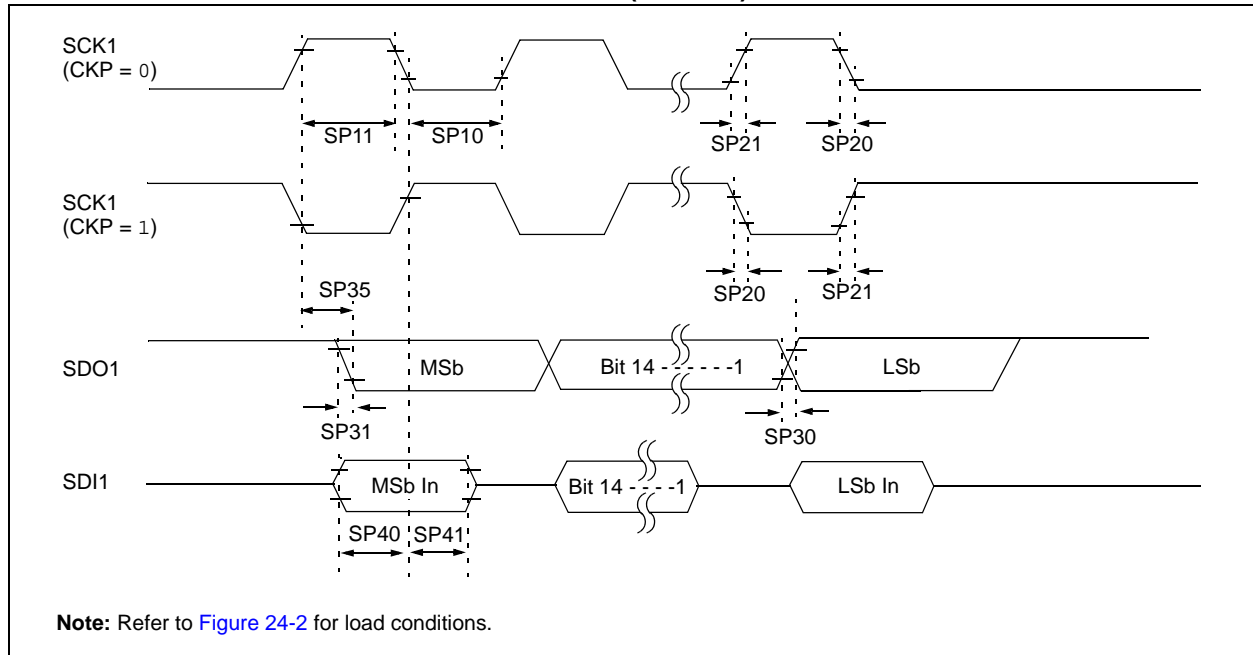 SCK1
(CKP = 0)
SP11
SP10
SP21
SP20
SCK1
(CKP = 1)
SP35
SP20
SP21
SDO1
MSb
Bit 14 - - - - - -1
LSb
SP31
SP30
SDI1
MSb In
Bit 14 - - - -1
LSb In
SP40
SP41
Note: Refer to Figure 24-2 for load conditions.